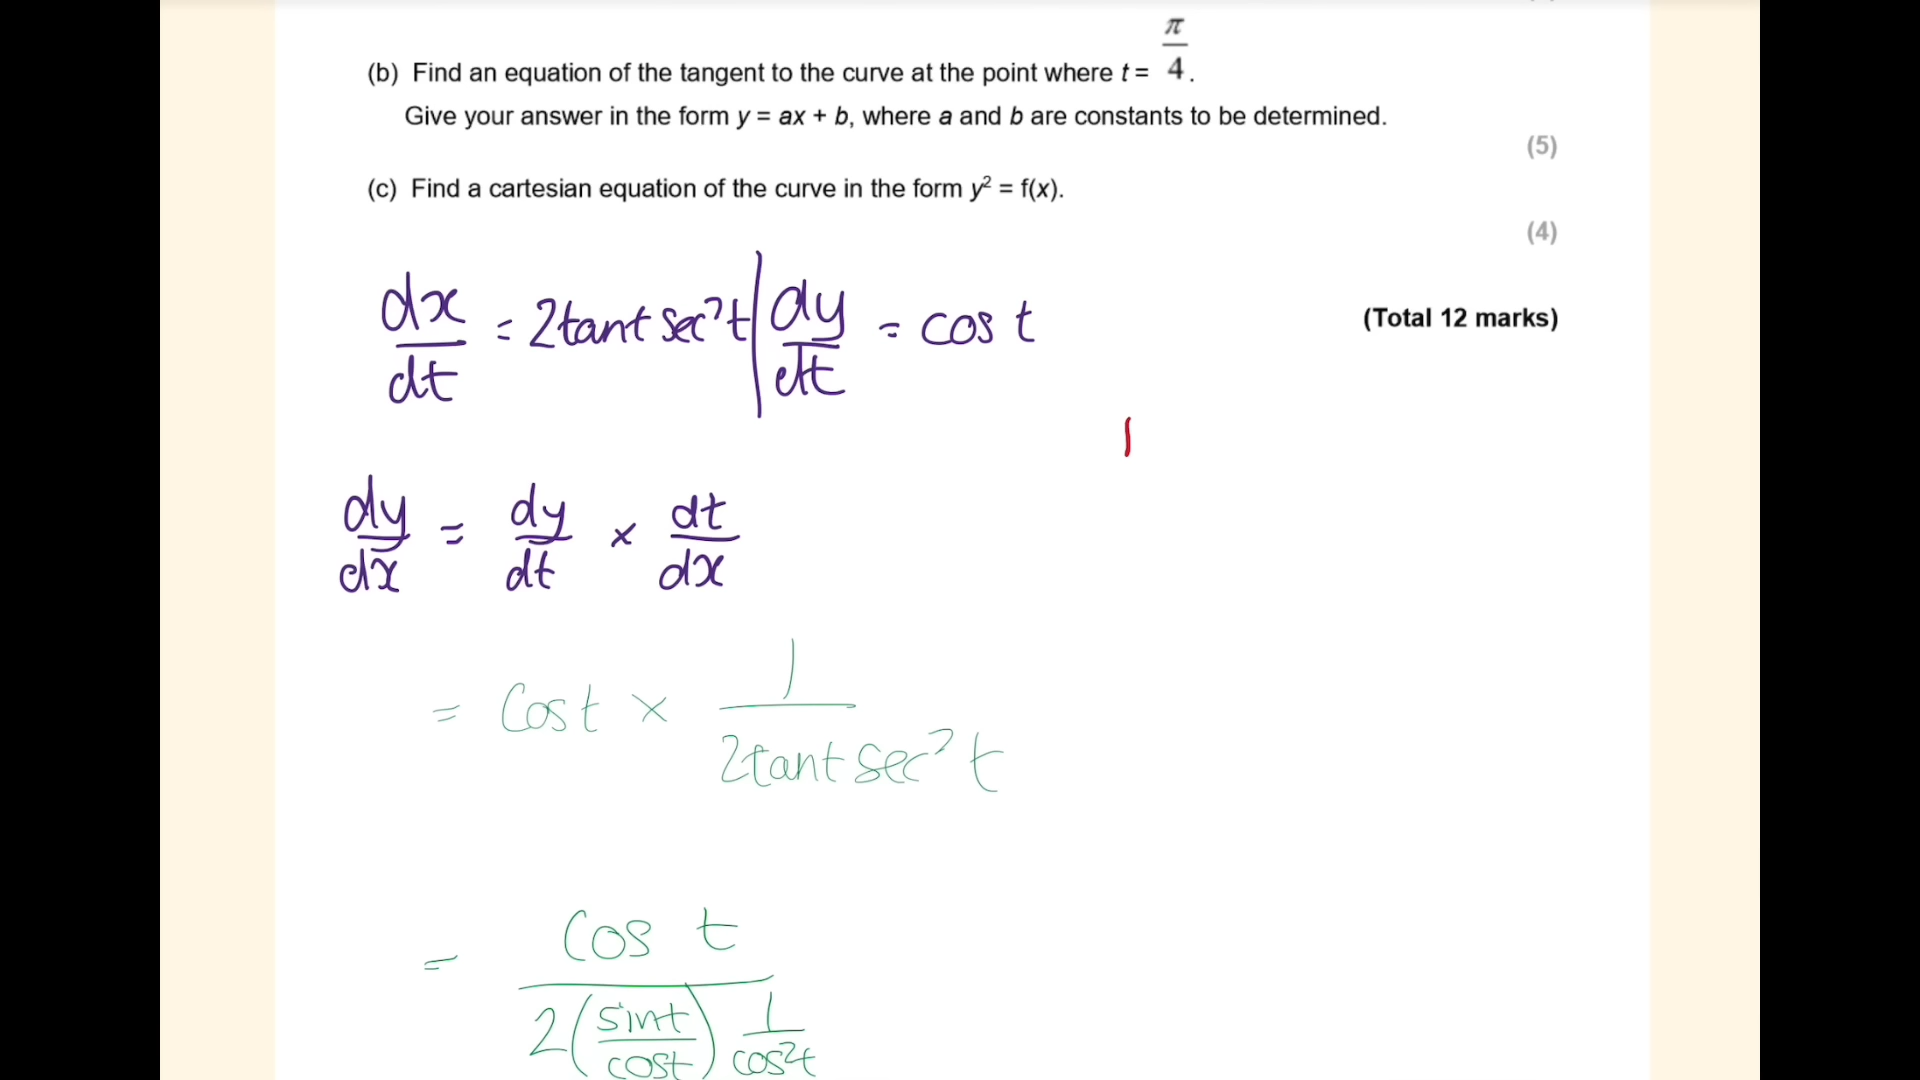 π/4
(b) Find an equation of the tangent to the curve at the point where t = .
Give your answer in the form y = ax + b, where a and b are constants to be determined.
(5)
(c) Find a cartesian equation of the curve in the form y² = f(x).
(4)
dx/dt = 2tant sec²t | dy/dt = cos t
(Total 12 marks)
dy/dx = dy/dt × dt/dx
= Cost × 1/(2tant sec² t)
= Cos t/(2(sint/cost) 1/cos²t)